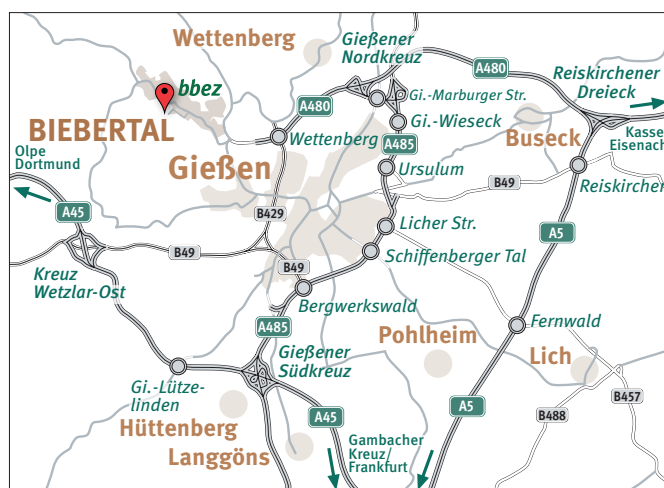 Wettenberg
Gießener
Nordkreuz
bbez
A480
A480
Reiskirchener
Dreieck
Gi.-Marburger Str.
BIEBERTAL
Wettenberg
Gi.-Wieseck
Buseck
Kassel
Eisenach
Olpe
Dortmund
Gießen
A485
Ursulum
B49
Reiskirchen
A45
B429
Licher Str.
A5
B49
Schiffenberger Tal
Kreuz
Wetzlar-Ost
B49
Bergwerkswald
A485
Gießener
Südkreuz
Pohlheim
Fernwald
Lich
Gi.-Lütze-
linden
Hüttenberg
A45
A5
B457
B488
Langgöns
Gambacher
Kreuz/
Frankfurt